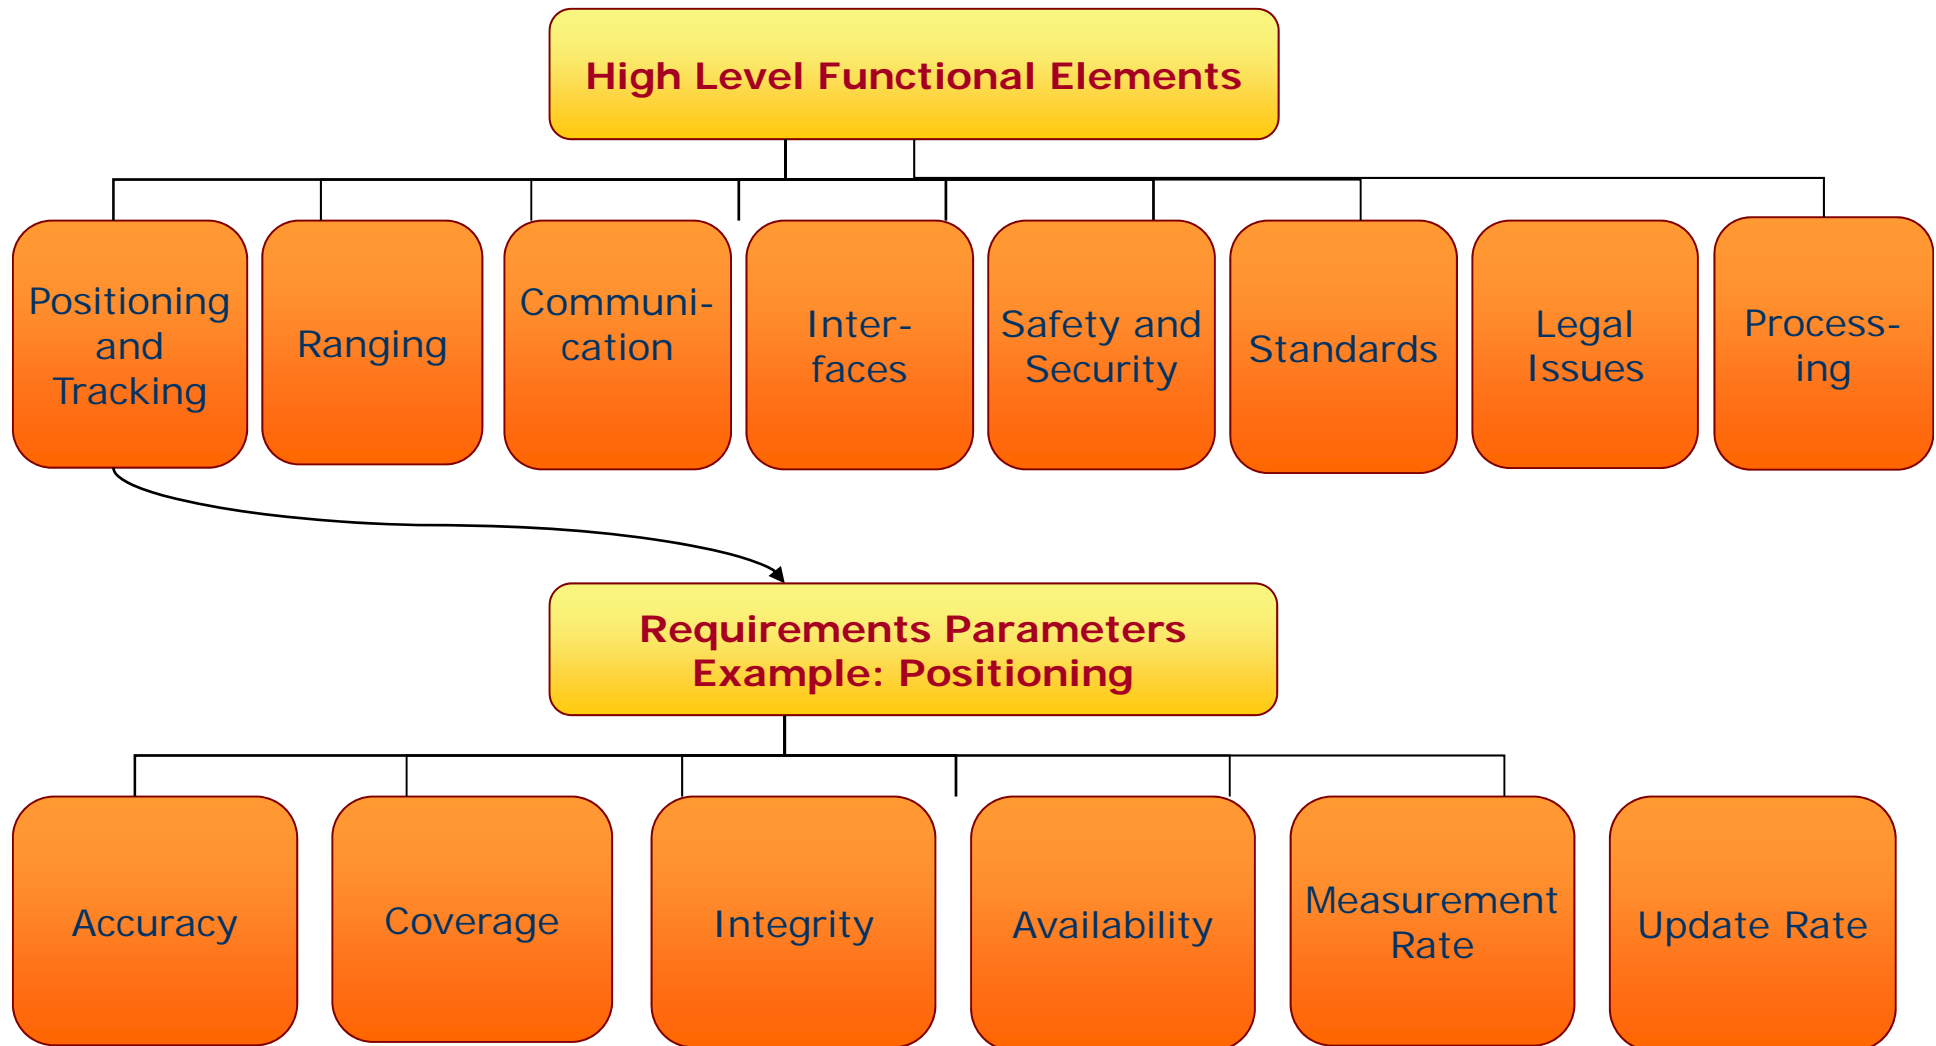 High Level Functional Elements
Positioning
and
Tracking
Ranging
Communi-
cation
Inter-
faces
Safety and
Security
Standards
Legal
Issues
Process-
ing
Requirements Parameters
Example: Positioning
Accuracy
Coverage
Integrity
Availability
Measurement
Rate
Update Rate